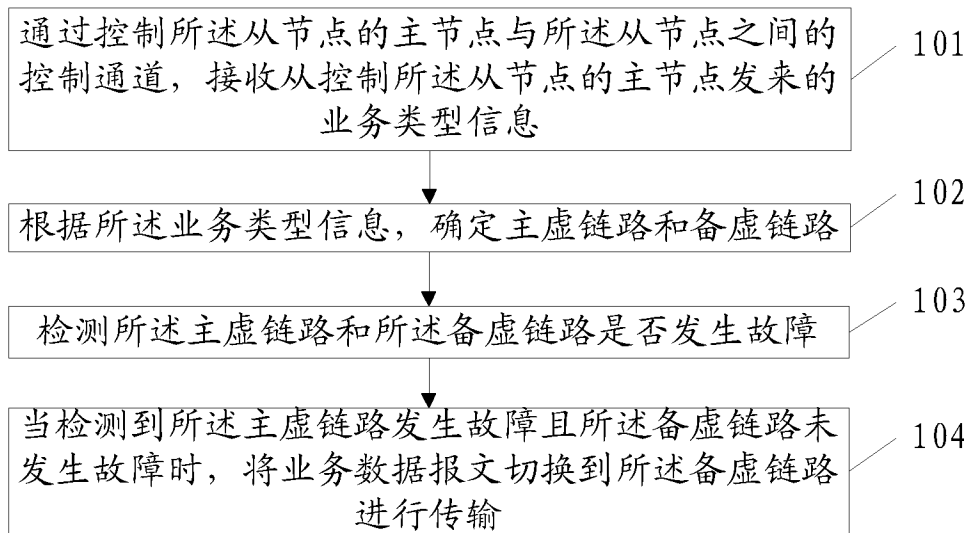 通过控制所述从节点的主节点与所述从节点之间的
控制通道，接收从控制所述从节点的主节点发来的
业务类型信息
101
根据所述业务类型信息，确定主虚链路和备虚链路
102
检测所述主虚链路和所述备虚链路是否发生故障
103
当检测到所述主虚链路发生故障且所述备虚链路未
发生故障时，将业务数据报文切换到所述备虚链路
进行传输
104